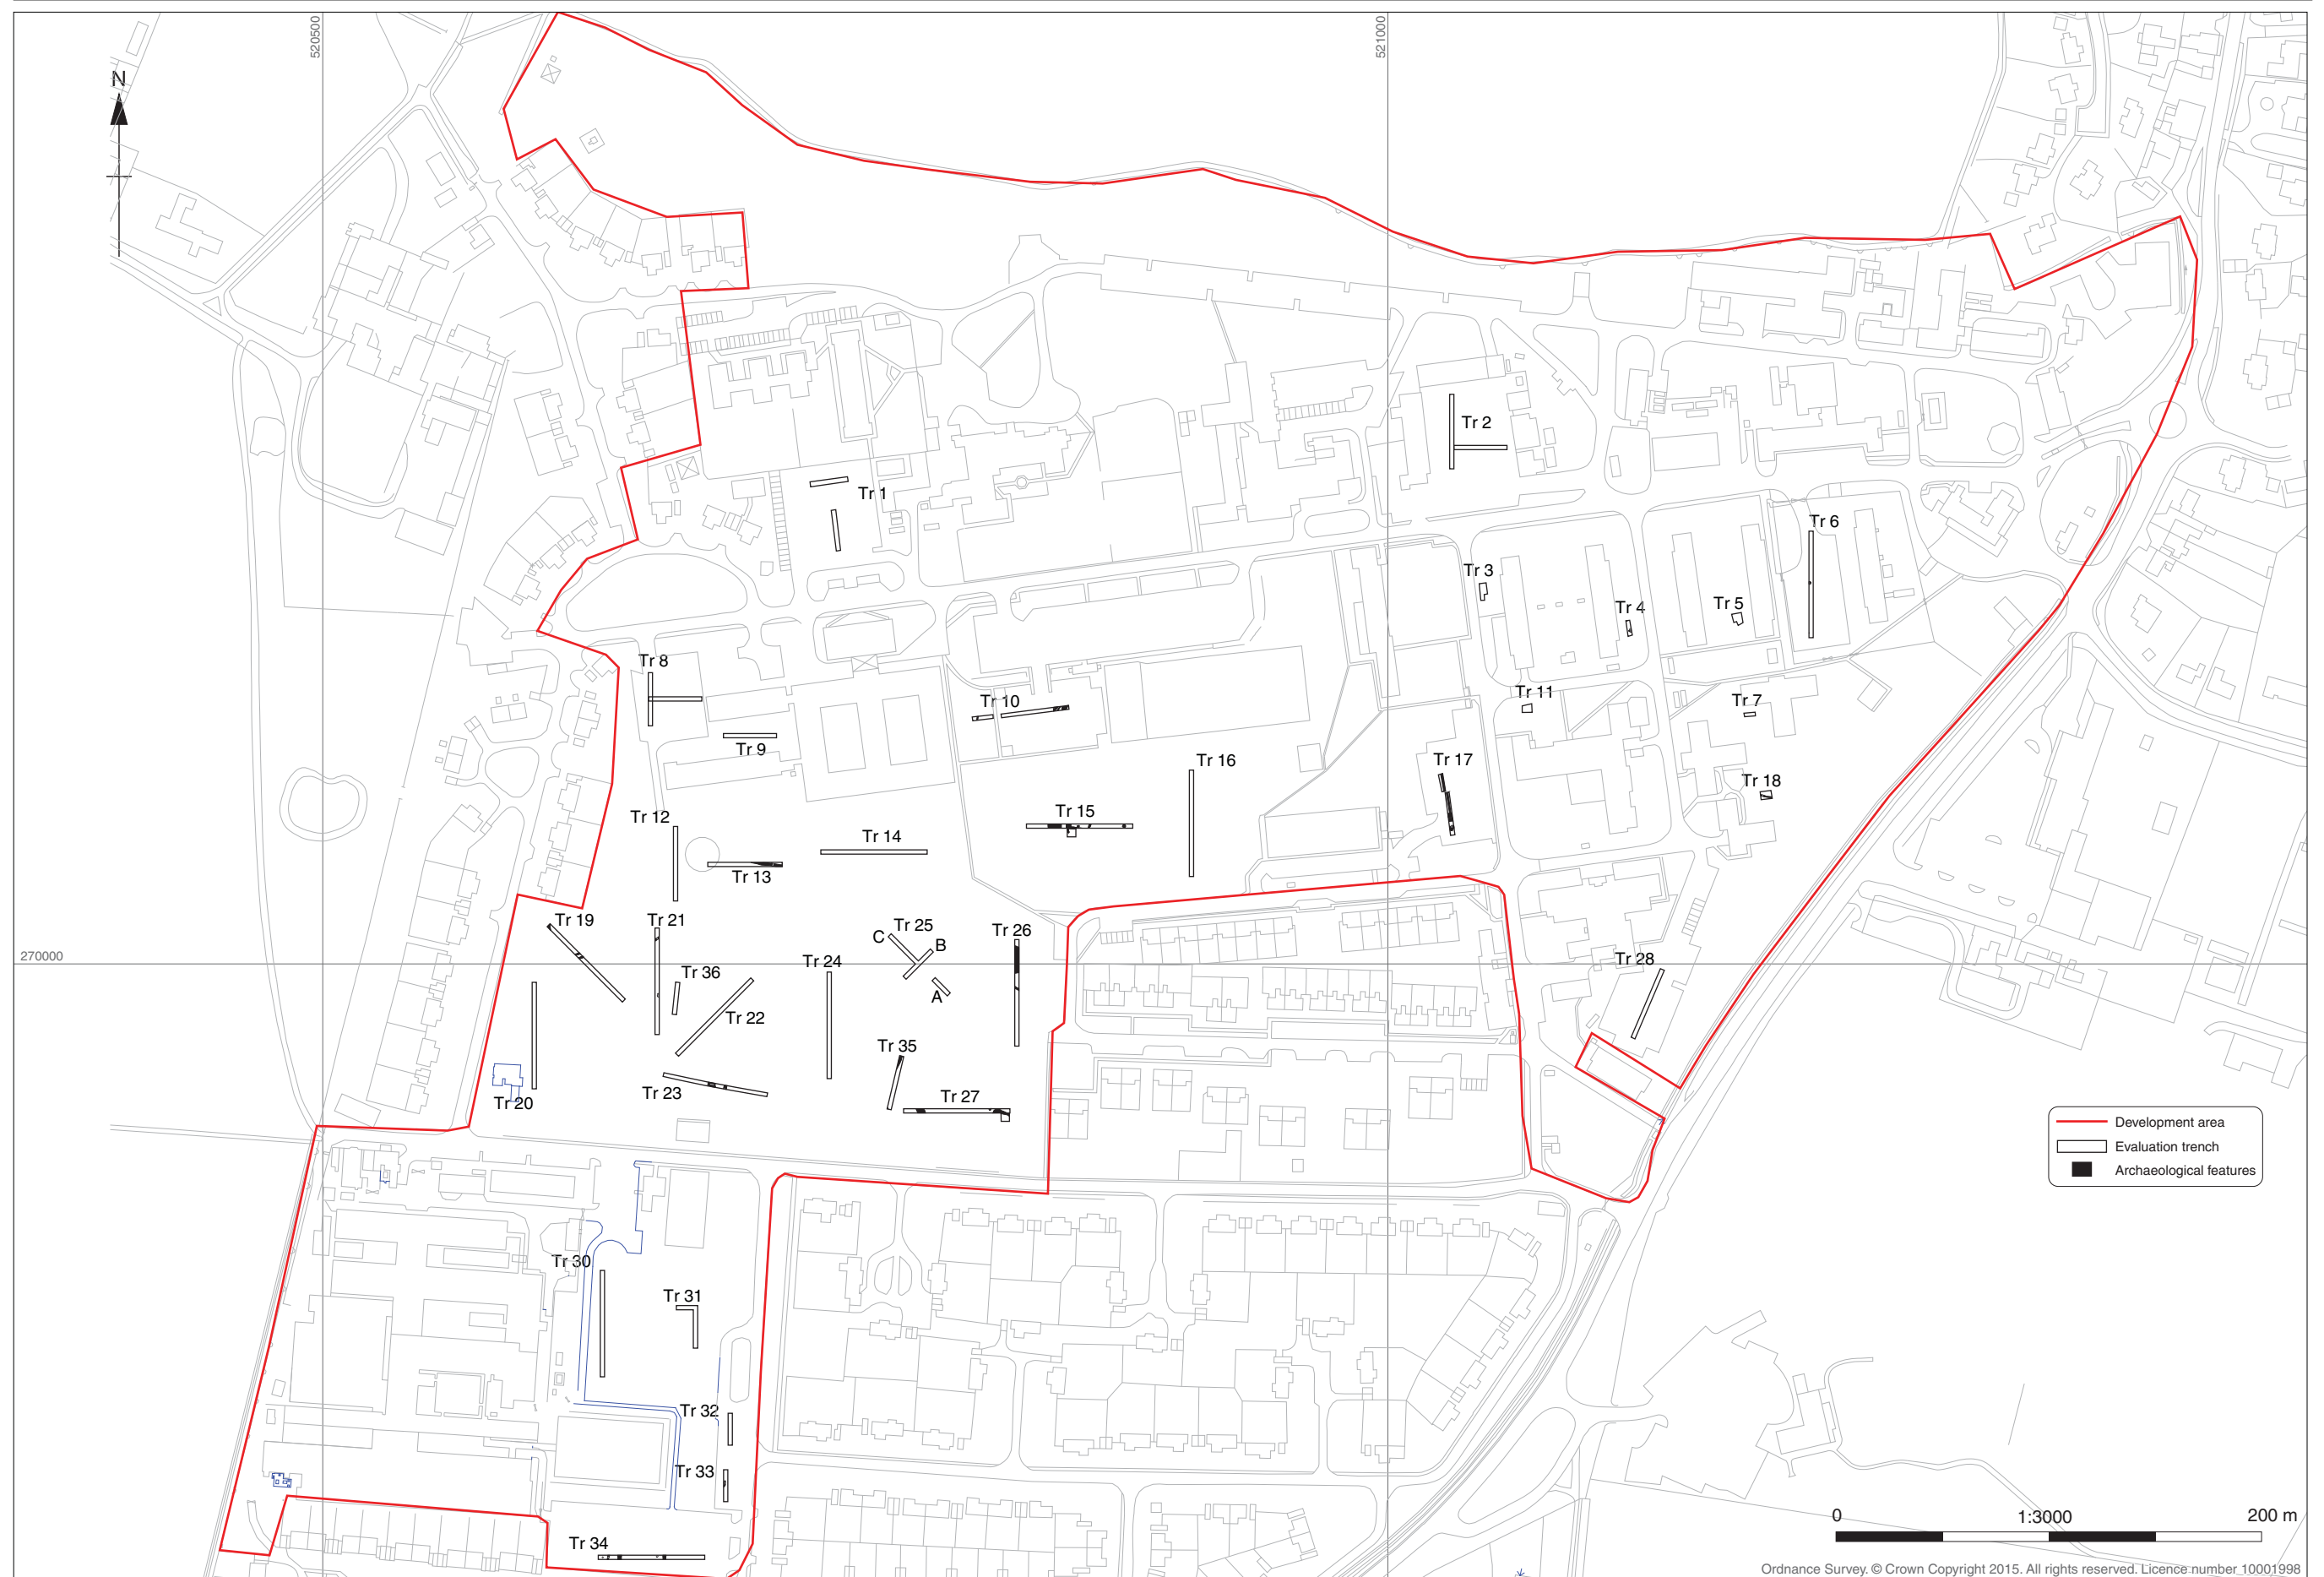 520500
521000
N
Tr 2
Tr 1
Tr 6
Tr 3
Tr 4
Tr 5
Tr 8
Tr 11
Tr 10
Tr 7
Tr 9
Tr 17
Tr 16
Tr 18
Tr 12
Tr 15
Tr 14
Tr 13
Tr 19
Tr 21
Tr 25
C
B
Tr 26
270000
Tr 24
Tr 28
Tr 36
A
Tr 22
Tr 35
Tr 23
Tr 20
Tr 27
Development area
Evaluation trench
Archaeological features
Tr 30
Tr 31
Tr 32
Tr 33
Tr 34
0 1:3000 200 m
Ordnance Survey. © Crown Copyright 2015. All rights reserved. Licence number 10001998